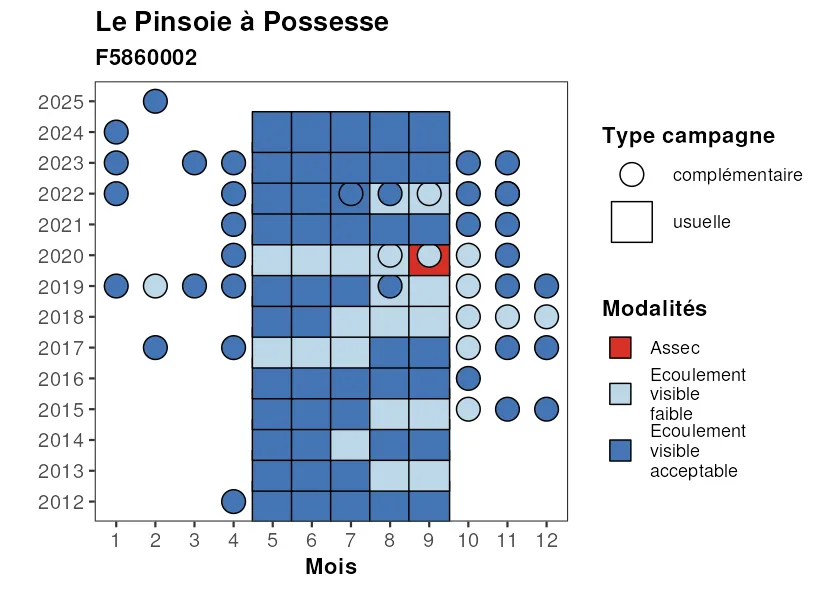 Le Pinsoie à Possesse
F5860002
2025
2024
2023
2022
2021
2020
2019
2018
2017
2016
2015
2014
2013
2012
1 2 3 4 5 6 7 8 9 10 11 12
Mois
Type campagne
complémentaire
usuelle
Modalités
Assec
Ecoulement
visible
faible
Ecoulement
visible
acceptable